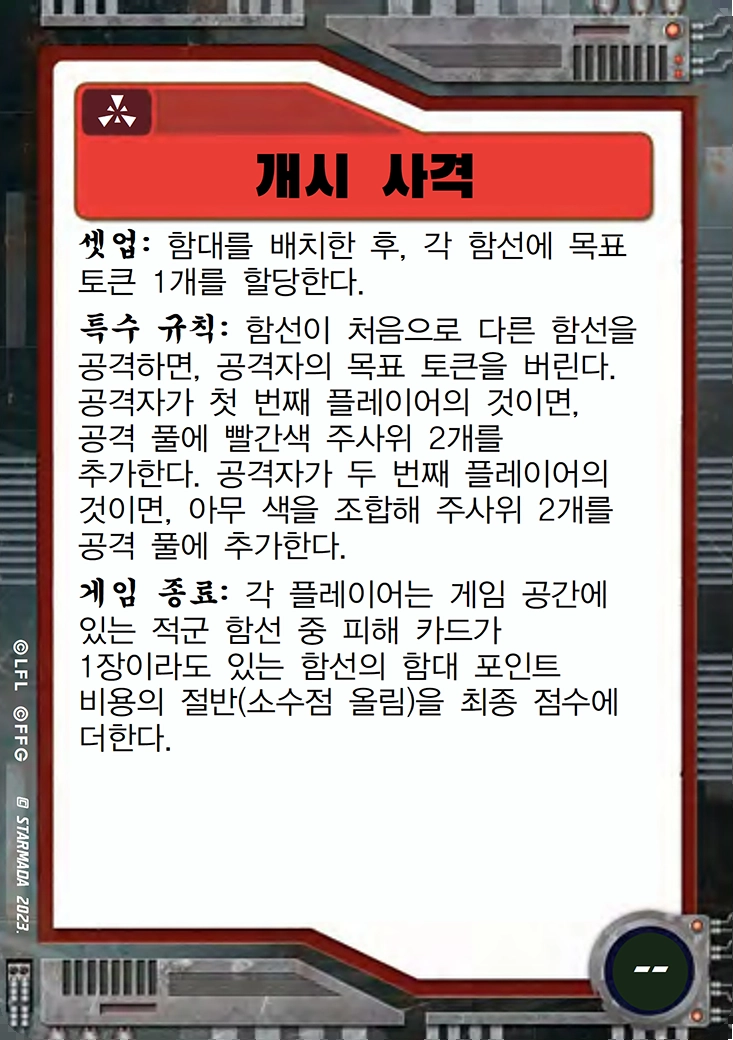 개시 사격
셋업: 함대를 배치한 후, 각 함선에 목표
토큰 1개를 할당한다.
특수 규칙: 함선이 처음으로 다른 함선을
공격하면, 공격자의 목표 토큰을 버린다.
공격자가 첫 번째 플레이어의 것이면,
공격 풀에 빨간색 주사위 2개를
추가한다. 공격자가 두 번째 플레이어의
것이면, 아무 색을 조합해 주사위 2개를
공격 풀에 추가한다.
게임 종료: 각 플레이어는 게임 공간에
있는 적군 함선 중 피해 카드가
1장이라도 있는 함선의 함대 포인트
비용의 절반(소수점 올림)을 최종 점수에
더한다.
©LFL ©FFG
STARMADA 2023.
--